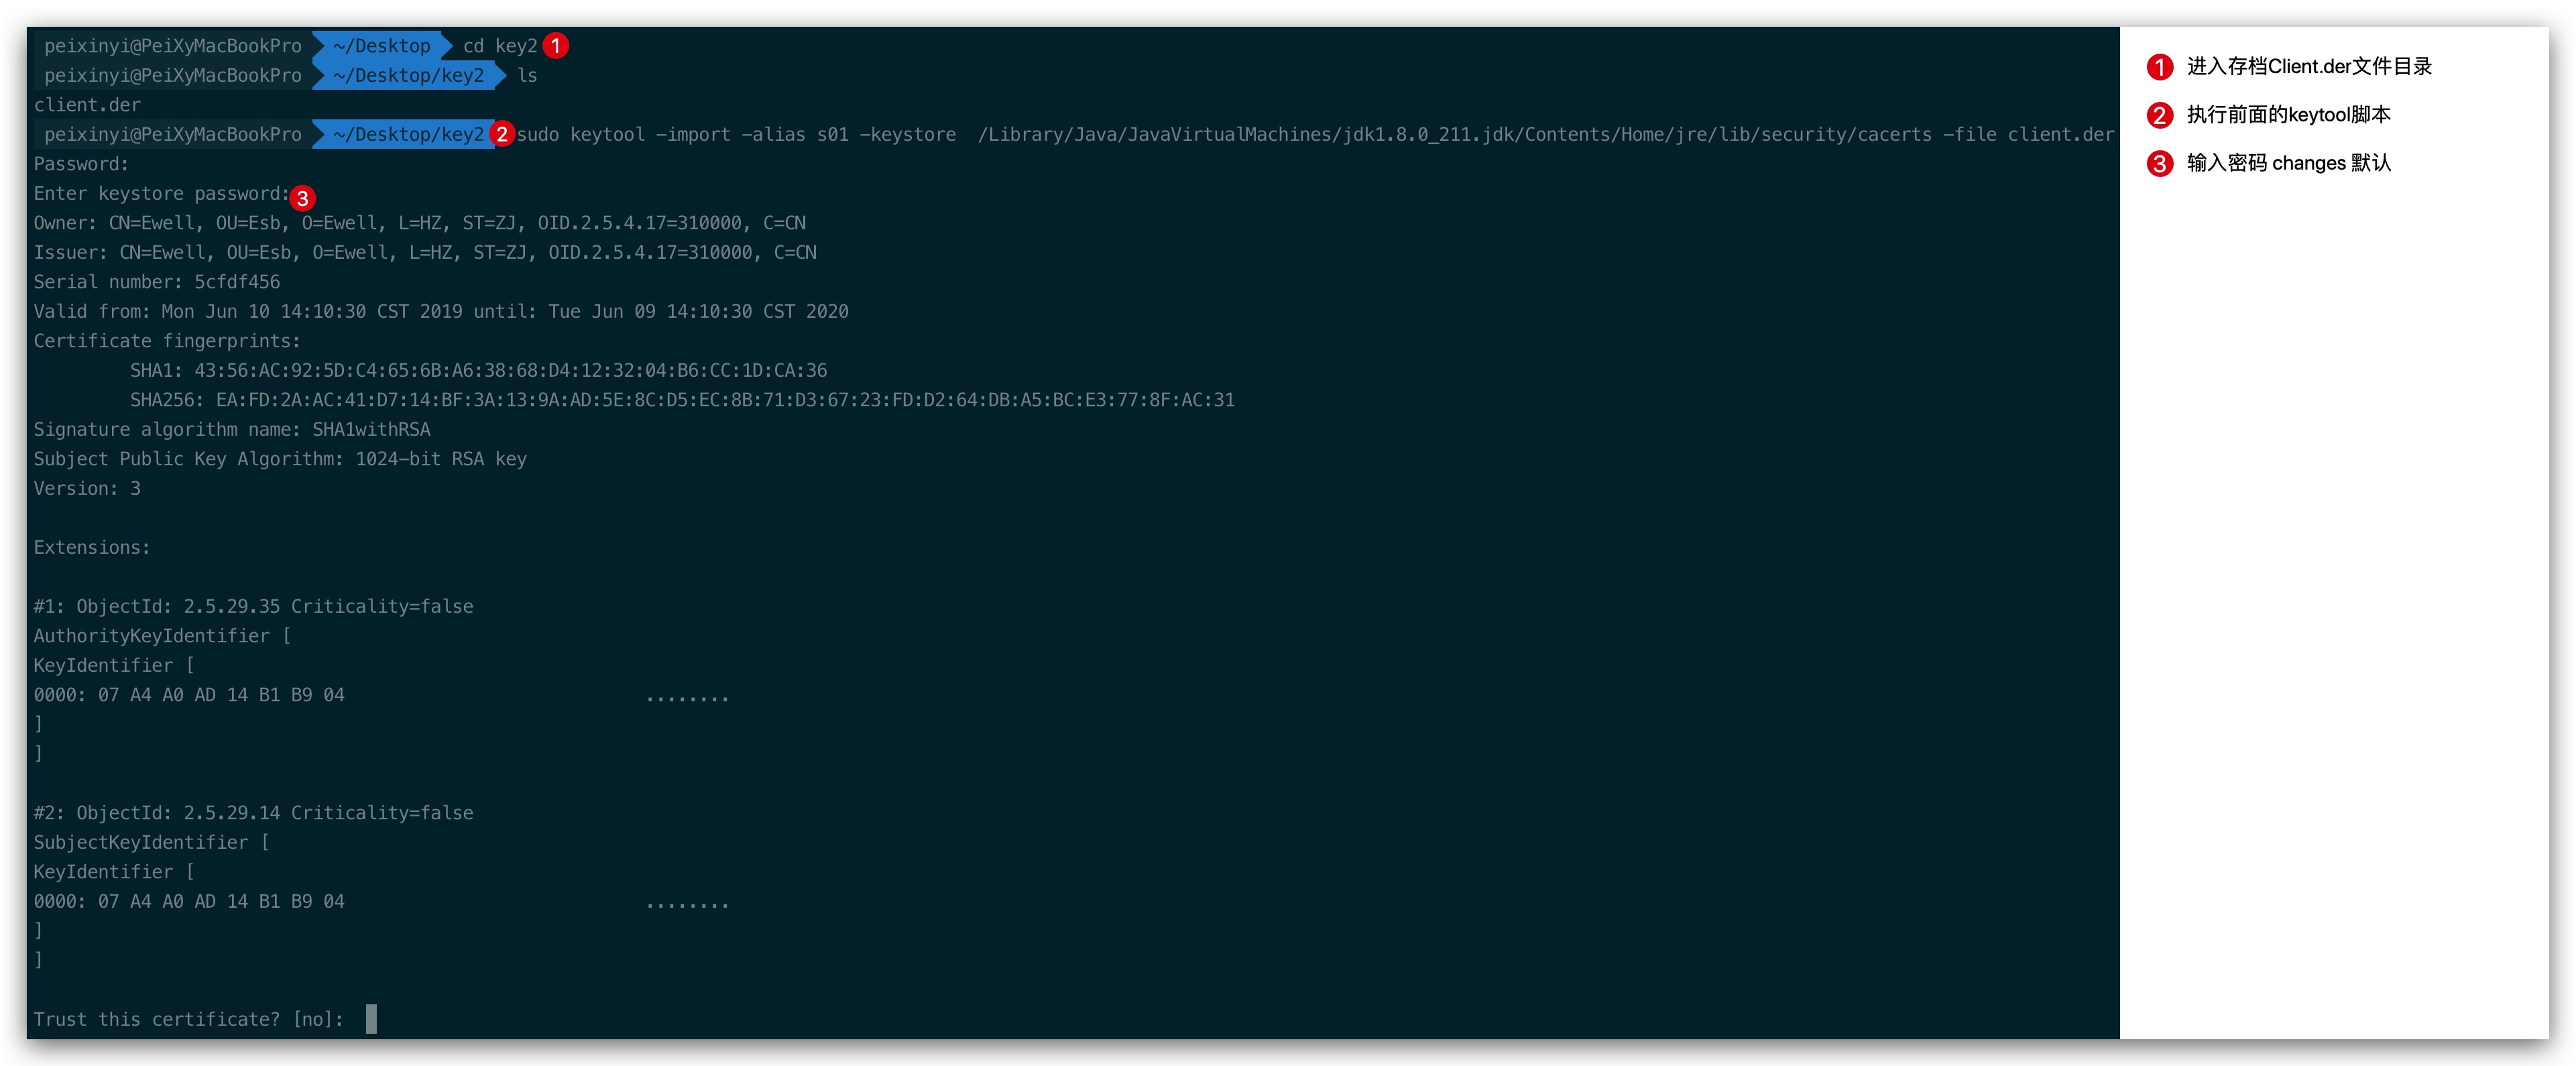 peixinyi@PeiXyMacBookPro ~/Desktop cd key2 1
peixinyi@PeiXyMacBookPro ~/Desktop/key2 ls
client.der
peixinyi@PeiXyMacBookPro ~/Desktop/key2 2 sudo keytool -import -alias s01 -keystore  /Library/Java/JavaVirtualMachines/jdk1.8.0_211.jdk/Contents/Home/jre/lib/security/cacerts -file client.der
Password:
Enter keystore password: 3
Owner: CN=Ewell, OU=Esb, O=Ewell, L=HZ, ST=ZJ, OID.2.5.4.17=310000, C=CN
Issuer: CN=Ewell, OU=Esb, O=Ewell, L=HZ, ST=ZJ, OID.2.5.4.17=310000, C=CN
Serial number: 5cfdf456
Valid from: Mon Jun 10 14:10:30 CST 2019 until: Tue Jun 09 14:10:30 CST 2020
Certificate fingerprints:
SHA1: 43:56:AC:92:5D:C4:65:6B:A6:38:68:D4:12:32:04:B6:CC:1D:CA:36
SHA256: EA:FD:2A:AC:41:D7:14:BF:3A:13:9A:AD:5E:8C:D5:EC:8B:71:D3:67:23:FD:D2:64:DB:A5:BC:E3:77:8F:AC:31
Signature algorithm name: SHA1withRSA
Subject Public Key Algorithm: 1024-bit RSA key
Version: 3
Extensions:
#1: ObjectId: 2.5.29.35 Criticality=false
AuthorityKeyIdentifier [
KeyIdentifier [
0000: 07 A4 A0 AD 14 B1 B9 04                            ........
]
]
#2: ObjectId: 2.5.29.14 Criticality=false
SubjectKeyIdentifier [
KeyIdentifier [
0000: 07 A4 A0 AD 14 B1 B9 04                            ........
]
]
Trust this certificate? [no]:
1 进入存档Client.der文件目录
2 执行前面的keytool脚本
3 输入密码 changes 默认